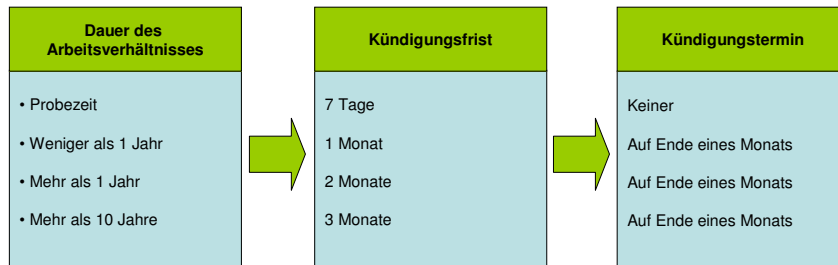 Dauer des
Arbeitsverhältnisses
• Probezeit
• Weniger als 1 Jahr
• Mehr als 1 Jahr
• Mehr als 10 Jahre
Kündigungsfrist
7 Tage
1 Monat
2 Monate
3 Monate
Kündigungstermin
Keiner
Auf Ende eines Monats
Auf Ende eines Monats
Auf Ende eines Monats